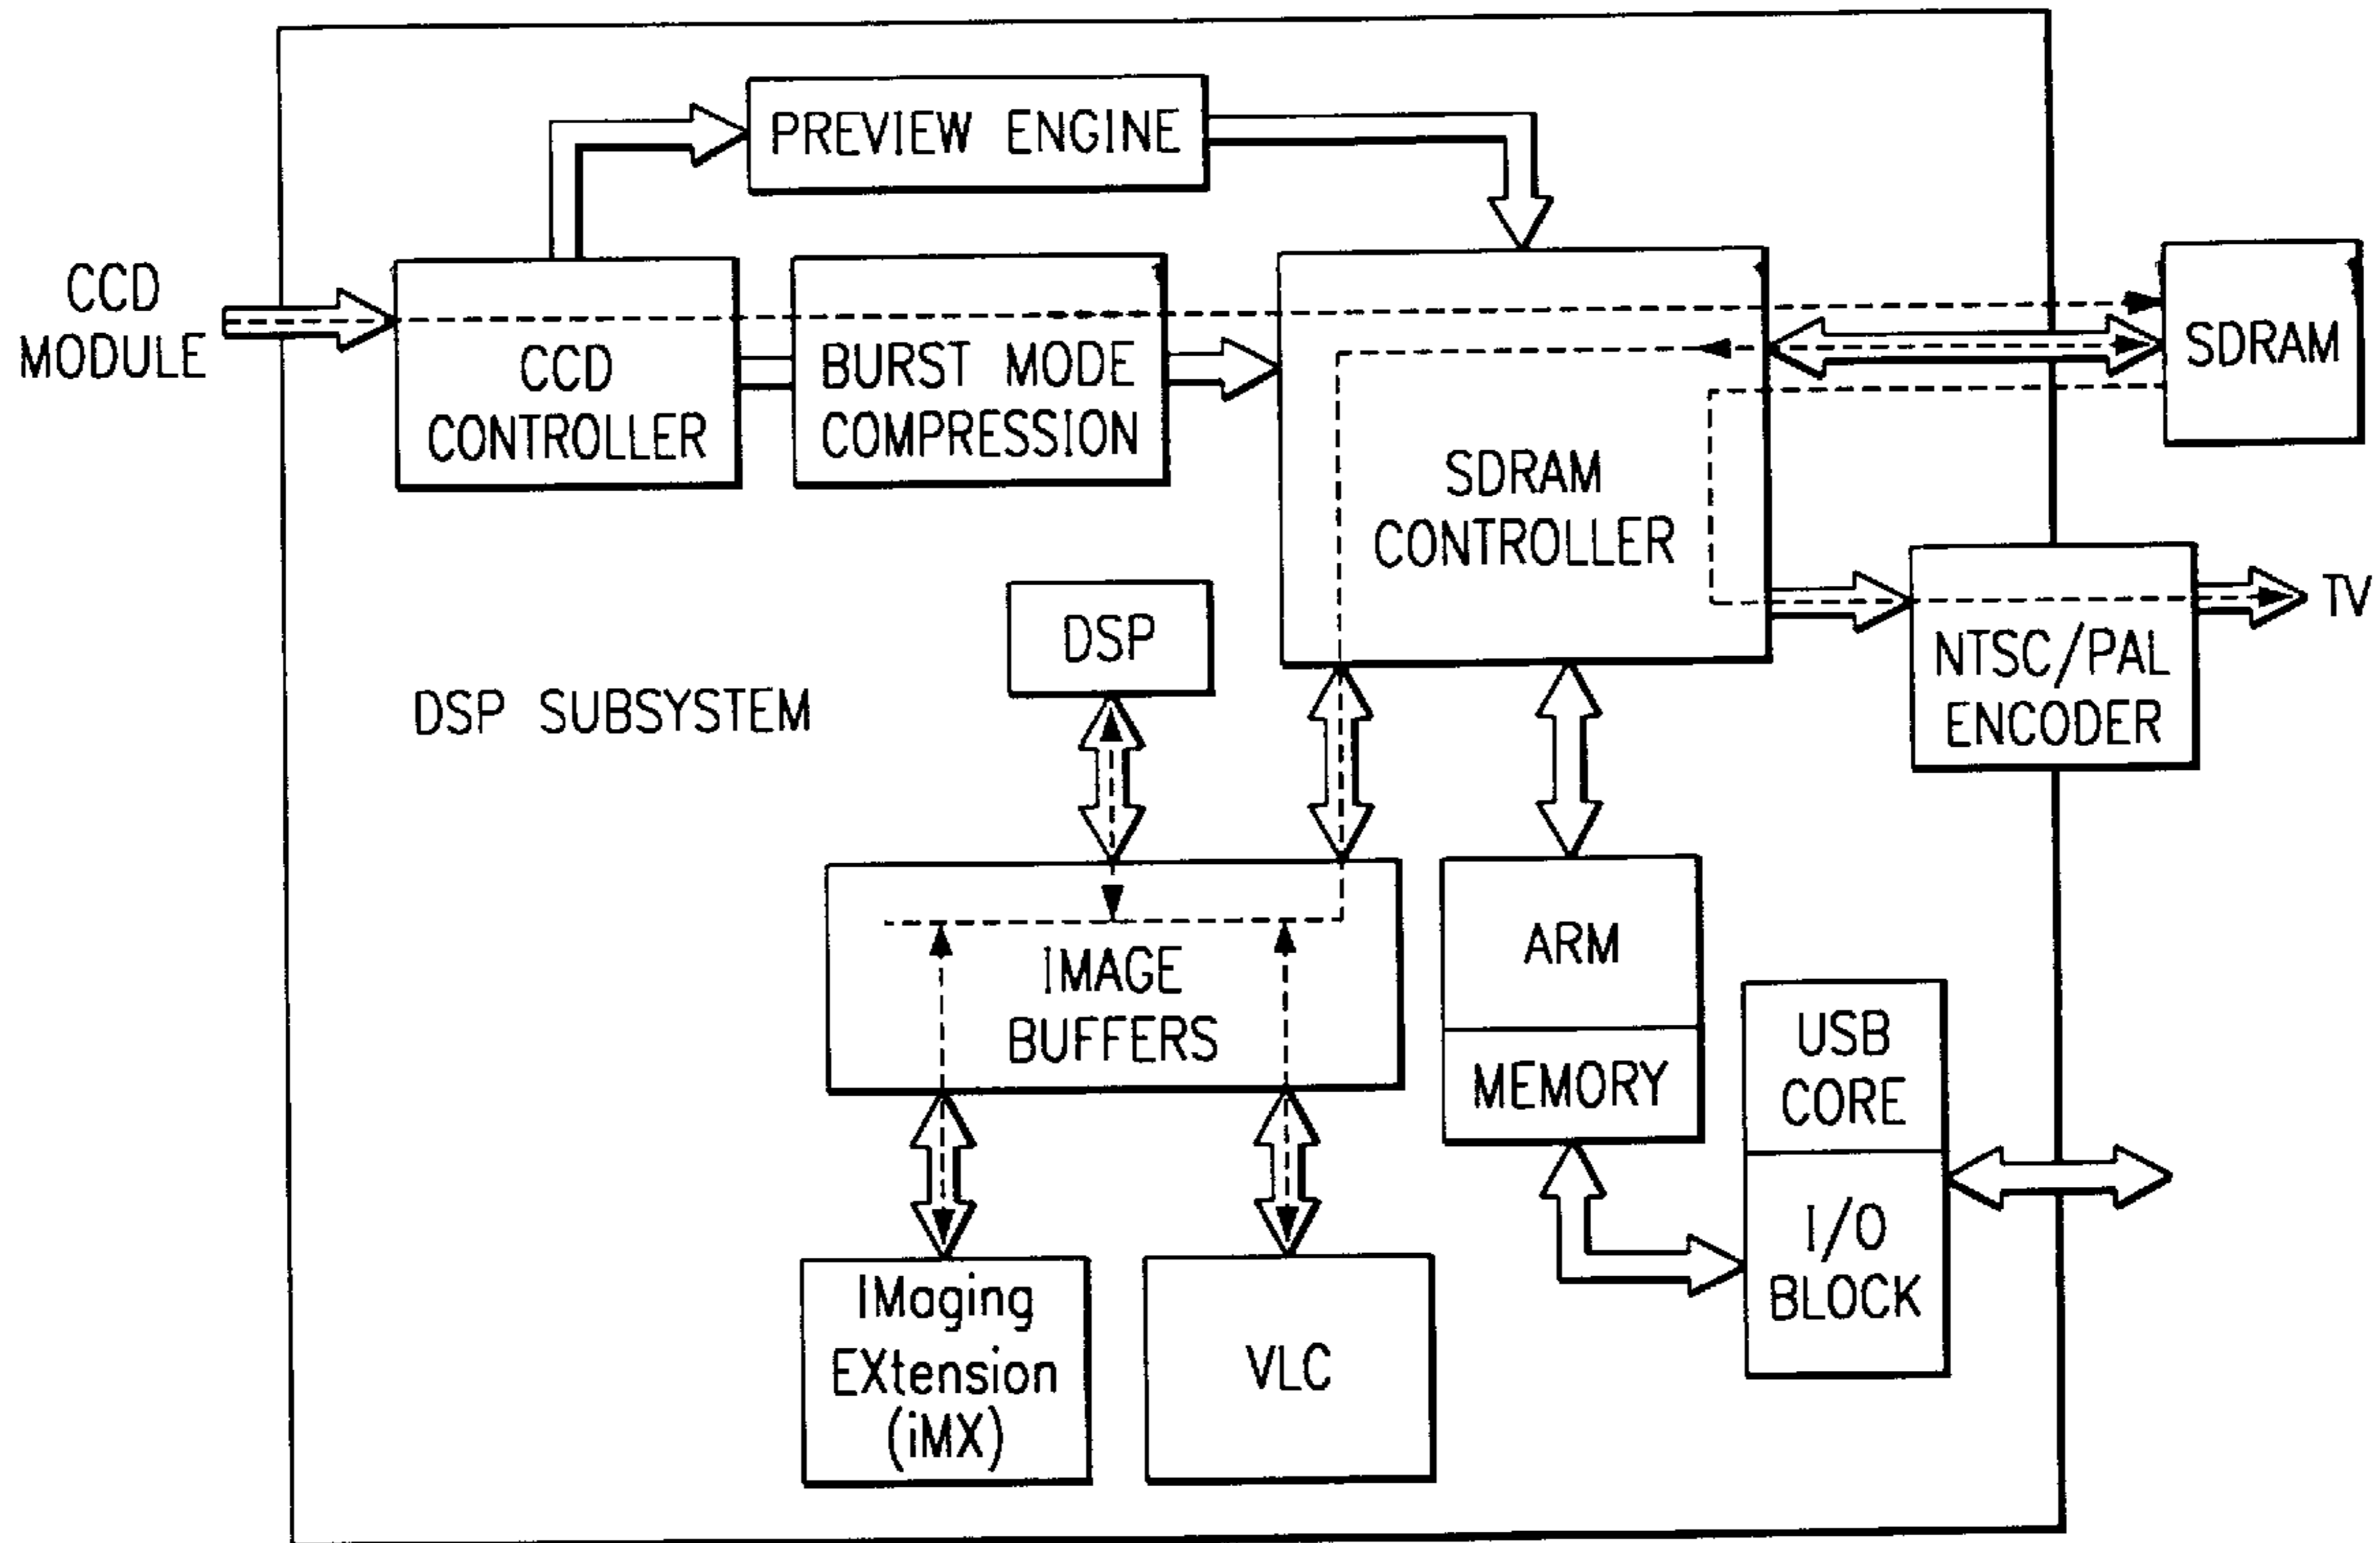 PREVIEW ENGINE
CCD
MODULE
CCD
CONTROLLER
BURST MODE
COMPRESSION
SDRAM
CONTROLLER
SDRAM
DSP
DSP SUBSYSTEM
NTSC/PAL
ENCODER
TV
IMAGE
BUFFERS
ARM
MEMORY
USB
CORE
I/O
BLOCK
IMaging
EXtension
(iMX)
VLC